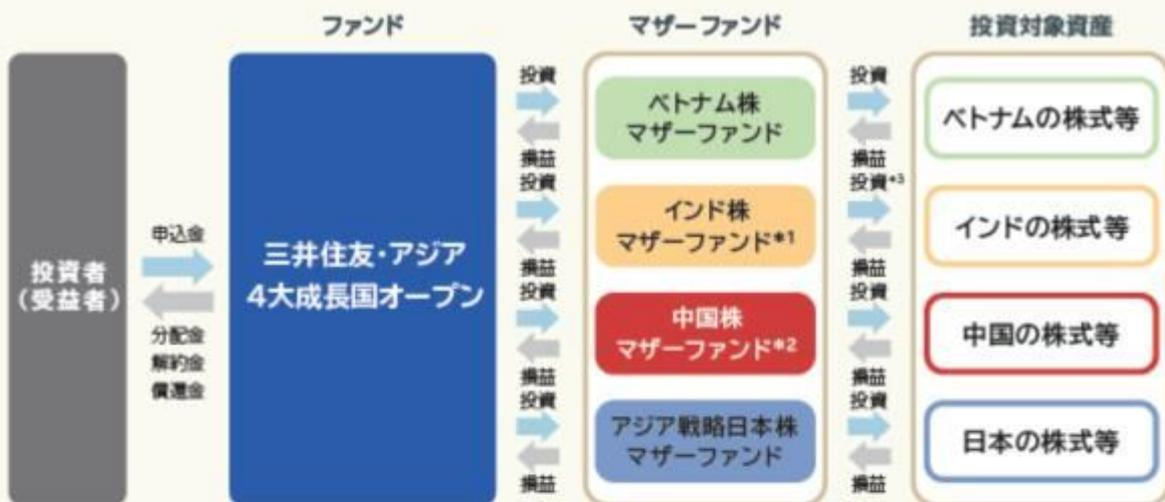 ファンド
マザーファンド
投資対象資産
投資者
(受益者)
申込金
分配金
解約金
償還金
三井住友・アジア
4大成長国オープン
投資
損益
ベトナム株
マザーファンド
投資
損益
ベトナムの株式等
投資
損益
インド株
マザーファンド*1
投資*3
損益
インドの株式等
投資
損益
中国株
マザーファンド*2
投資
損益
中国の株式等
投資
損益
アジア戦略日本株
マザーファンド
投資
損益
日本の株式等